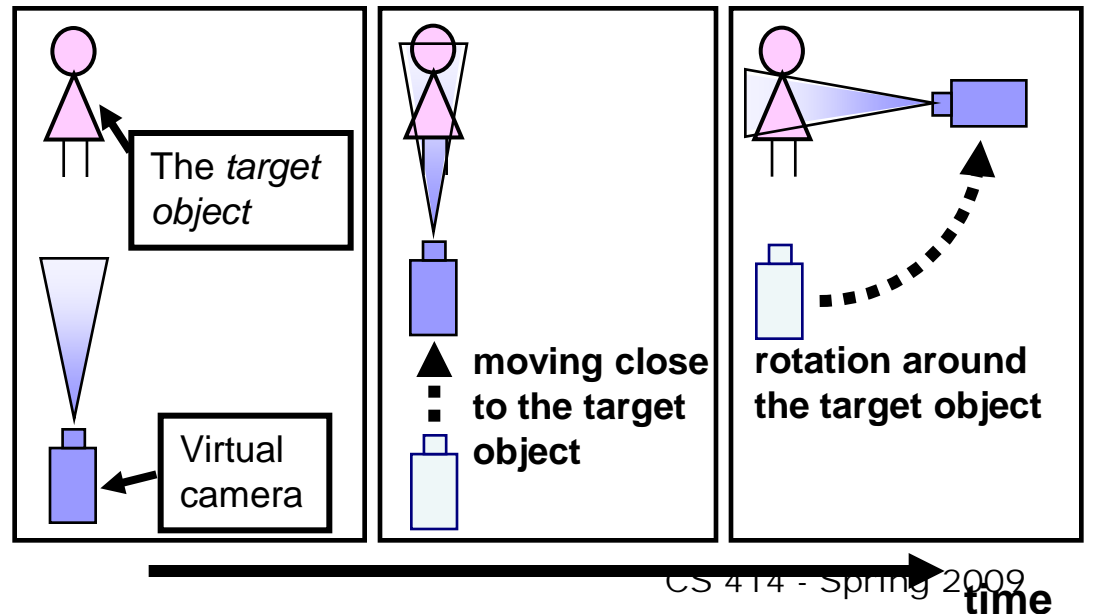 The target
object
Virtual
camera
moving close
to the target
object
rotation around
the target object
CS 414 - Spring 2009
time